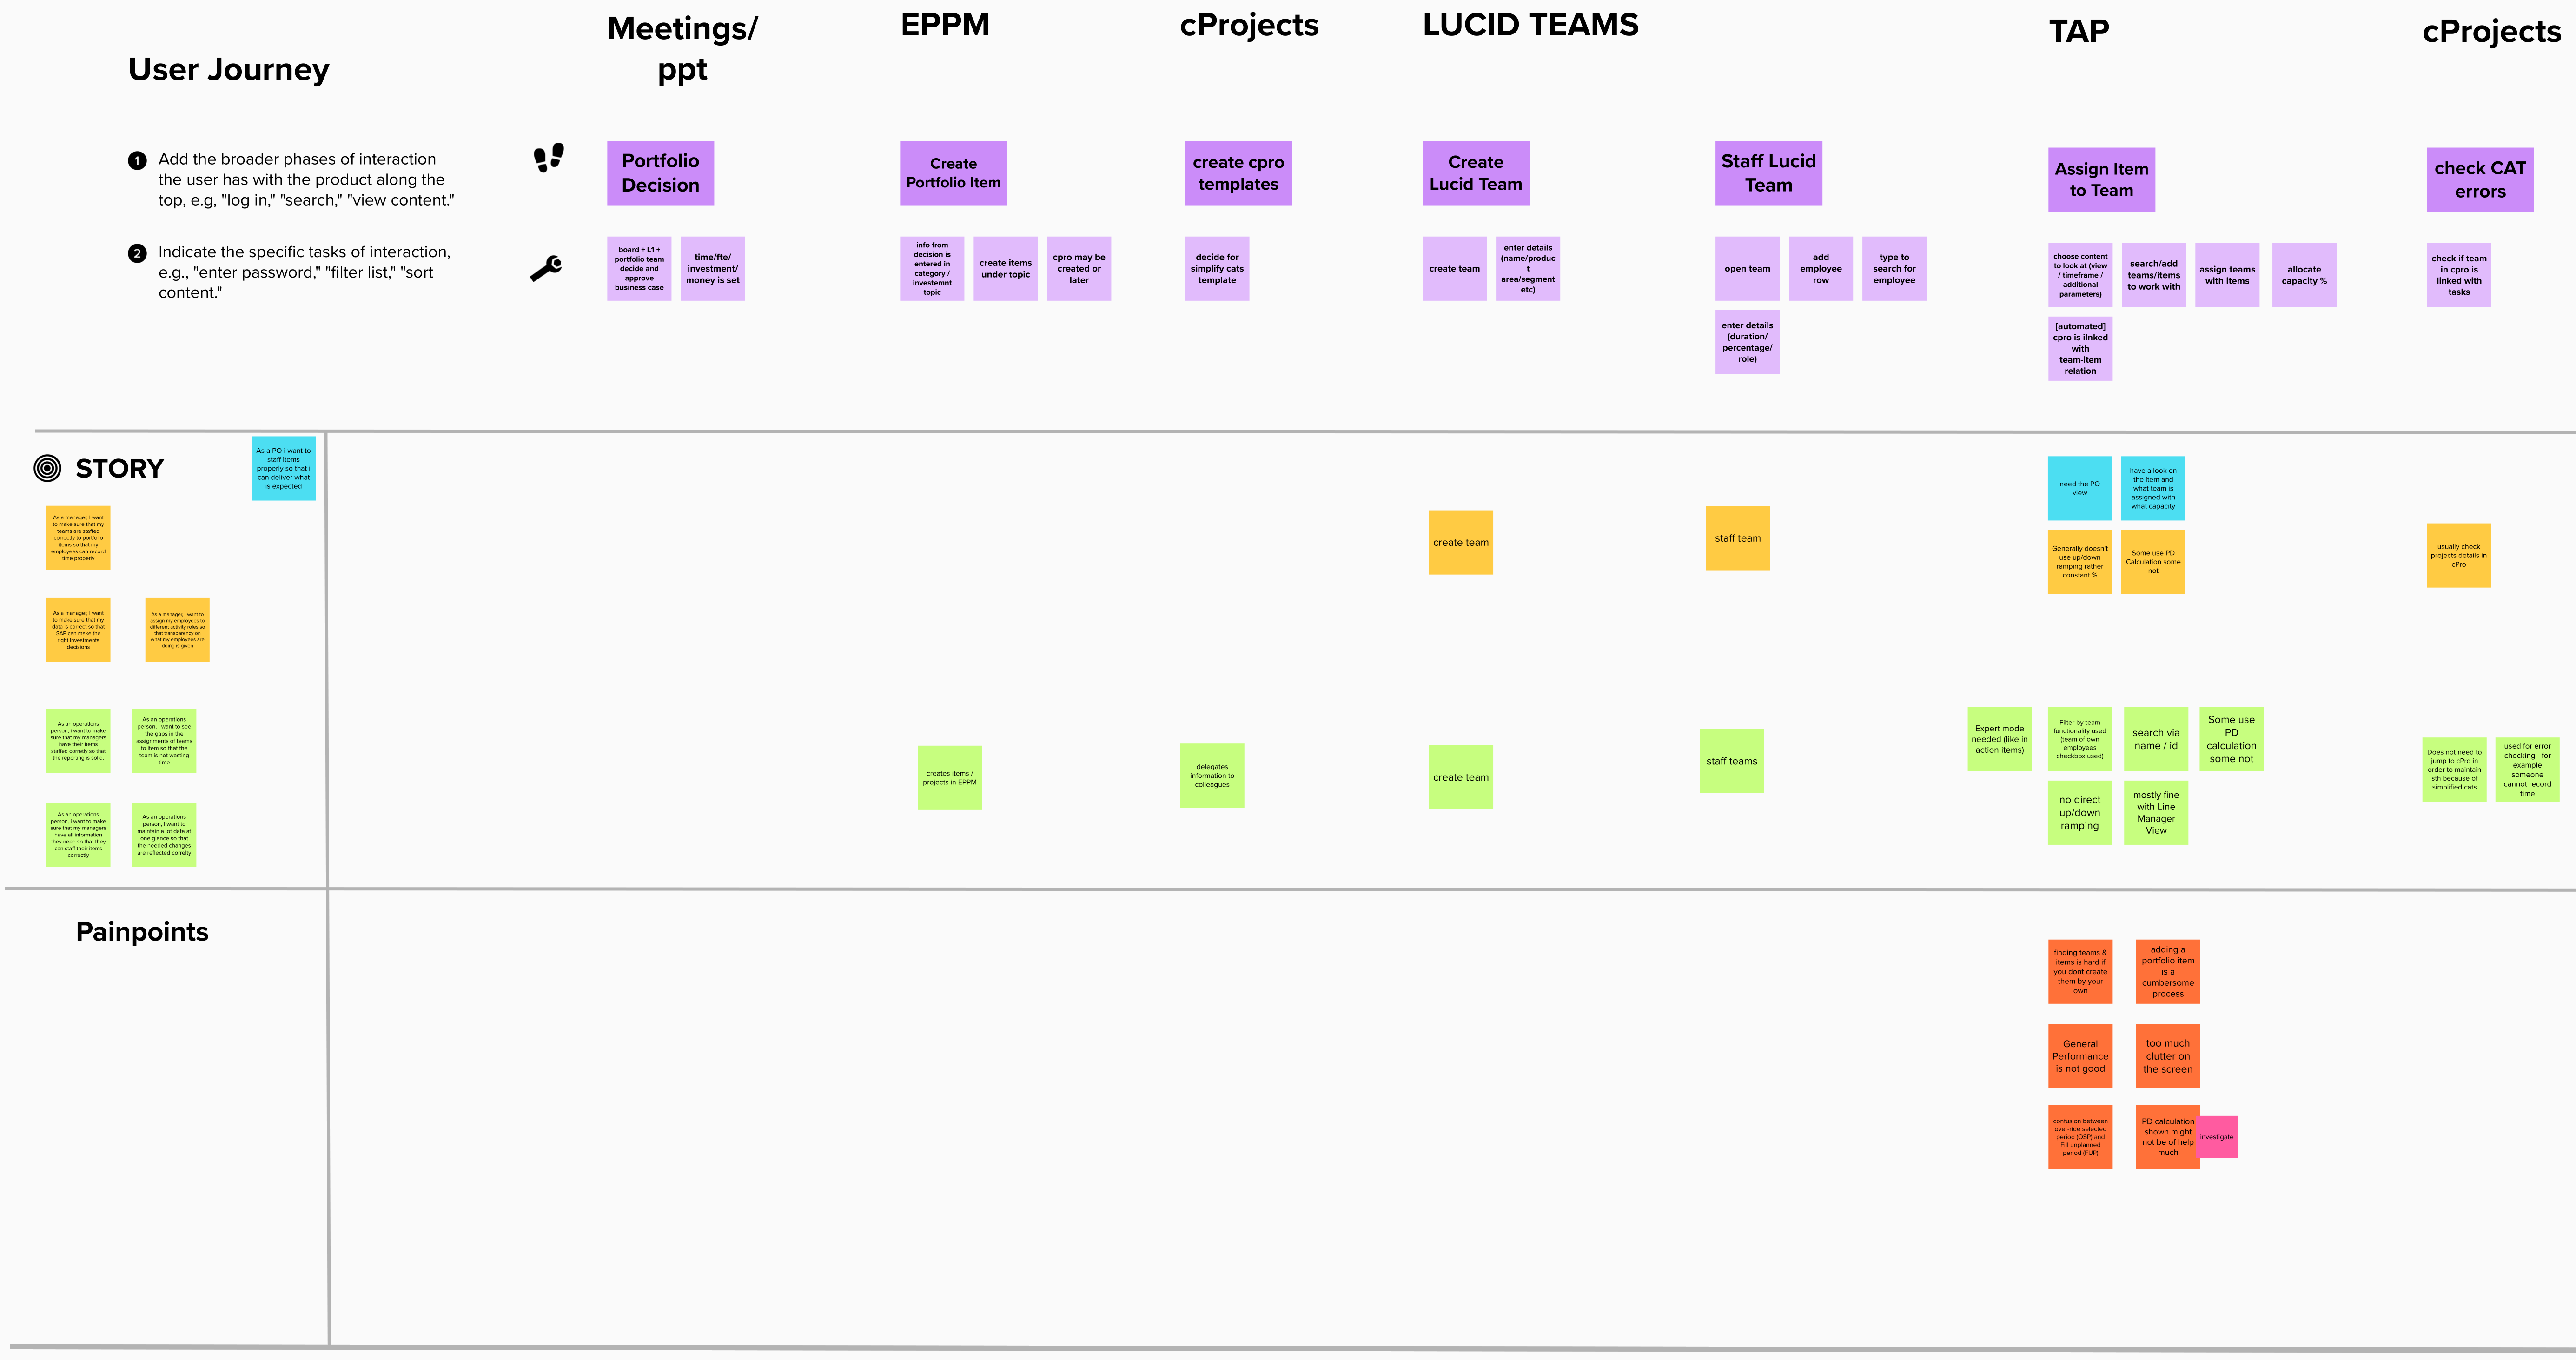 Meetings/
ppt
EPPM
cProjects
LUCID TEAMS
TAP
cProjects
User Journey
1 Add the broader phases of interaction
the user has with the product along the
top, e.g, "log in," "search," "view content."
2 Indicate the specific tasks of interaction,
e.g., "enter password," "filter list," "sort
content."
Portfolio
Decision
Create
Portfolio Item
create cpro
templates
Create
Lucid Team
Staff Lucid
Team
Assign Item
to Team
check CAT
errors
board + L1 +
portfolio team
decide and
approve
business case
time/fte/
investment/
money is set
info from
decision is
entered in
category /
investemnt
topic
create items
under topic
cpro may be
created or
later
decide for
simplify cats
template
create team
enter details
(name/produc
t
area/segment
etc)
open team
add
employee
row
type to
search for
employee
enter details
(duration/
percentage/
role)
choose content
to look at (view
/ timeframe /
additional
parameters)
search/add
teams/items
to work with
assign teams
with items
allocate
capacity %
[automated]
cpro is ilnked
with
team-item
relation
check if team
in cpro is
linked with
tasks
STORY
As a PO i want to
staff items
properly so that i
can deliver what
is expected
As a manager, I want
to make sure that my
teams are staffed
correctly to portfolio
items so that my
employees can record
time properly
As a manager, I want
to make sure that my
data is correct so that
SAP can make the
right investments
decisions
As a manager, I want to
assign my employees to
different activity roles so
that transparency on
what my employees are
doing is given
As an operations
person, i want to make
sure that my managers
have their items
staffed corretly so that
the reporting is solid.
As an operations
person, i want to see
the gaps in the
assignments of teams
to item so that the
team is not wasting
time
As an operations
person, i want to make
sure that my managers
have all information
they need so that they
can staff their items
correctly
As an operations
person, i want to
maintain a lot data at
one glance so that
the needed changes
are reflected correlty
create team
staff team
need the PO
view
have a look on
the item and
what team is
assigned with
what capacity
Generally doesn't
use up/down
ramping rather
constant %
Some use PD
Calculation some
not
usually check
projects details in
cPro
creates items /
projects in EPPM
delegates
information to
colleagues
create team
staff teams
Expert mode
needed (like in
action items)
Filter by team
functionality used
(team of own
employees
checkbox used)
search via
name / id
Some use
PD
calculation
some not
no direct
up/down
ramping
mostly fine
with Line
Manager
View
Does not need to
jump to cPro in
order to maintain
sth because of
simplified cats
used for error
checking - for
example
someone
cannot record
time
Painpoints
finding teams &
items is hard if
you dont create
them by your
own
adding a
portfolio item
is a
cumbersome
process
General
Performance
is not good
too much
clutter on
the screen
confusion between
over-ride selected
period (OSP) and
Fill unplanned
period (FUP)
PD calculation
shown might
not be of help
much
investigate